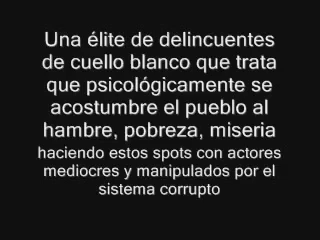 Una élite de delincuentes
de cuello blanco que trata
que psicológicamente se
acostumbre el pueblo al
hambre, pobreza, miseria
haciendo estos spots con actores
mediocres y manipulados por el
sistema corrupto